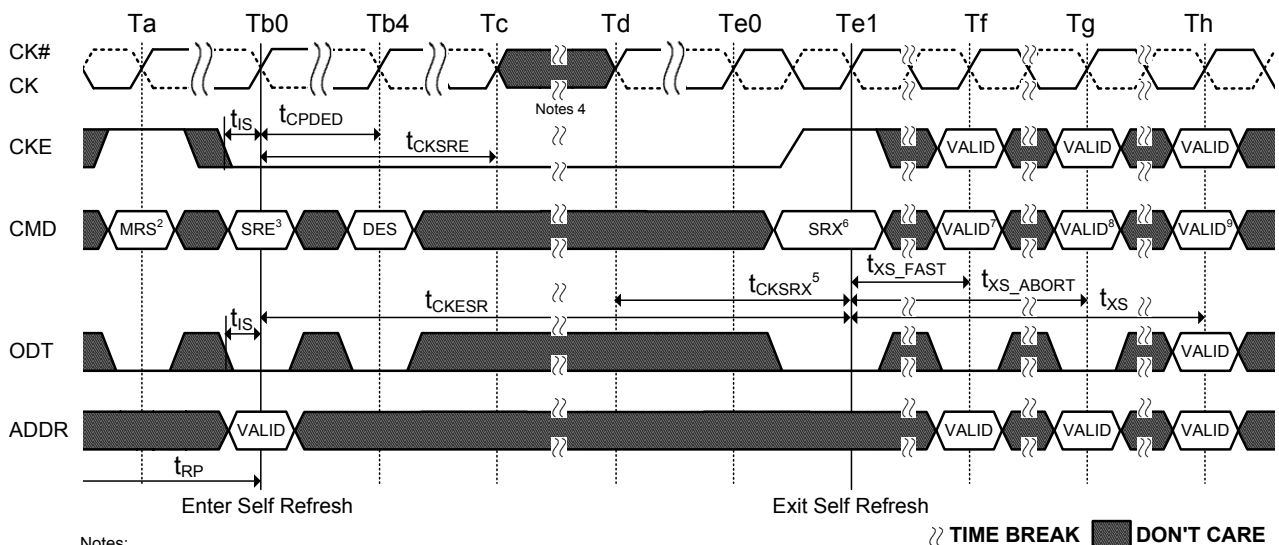 Ta Tb0 Tb4 Tc Td Te0 Te1 Tf Tg Th
CK#
CK
Notes 4
CKE
tIS
tCPDED
tCKSRE
VALID VALID VALID
CMD
MRS2 SRE3 DES SRX6 VALID7 VALID8 VALID9
tXS_FAST
tCKSRX5
tXS_ABORT
tCKESR
tXS
tIS
ODT
VALID
ADDR
VALID VALID VALID VALID
tRP
Enter Self Refresh Exit Self Refresh
Notes:
TIME BREAK DON'T CARE